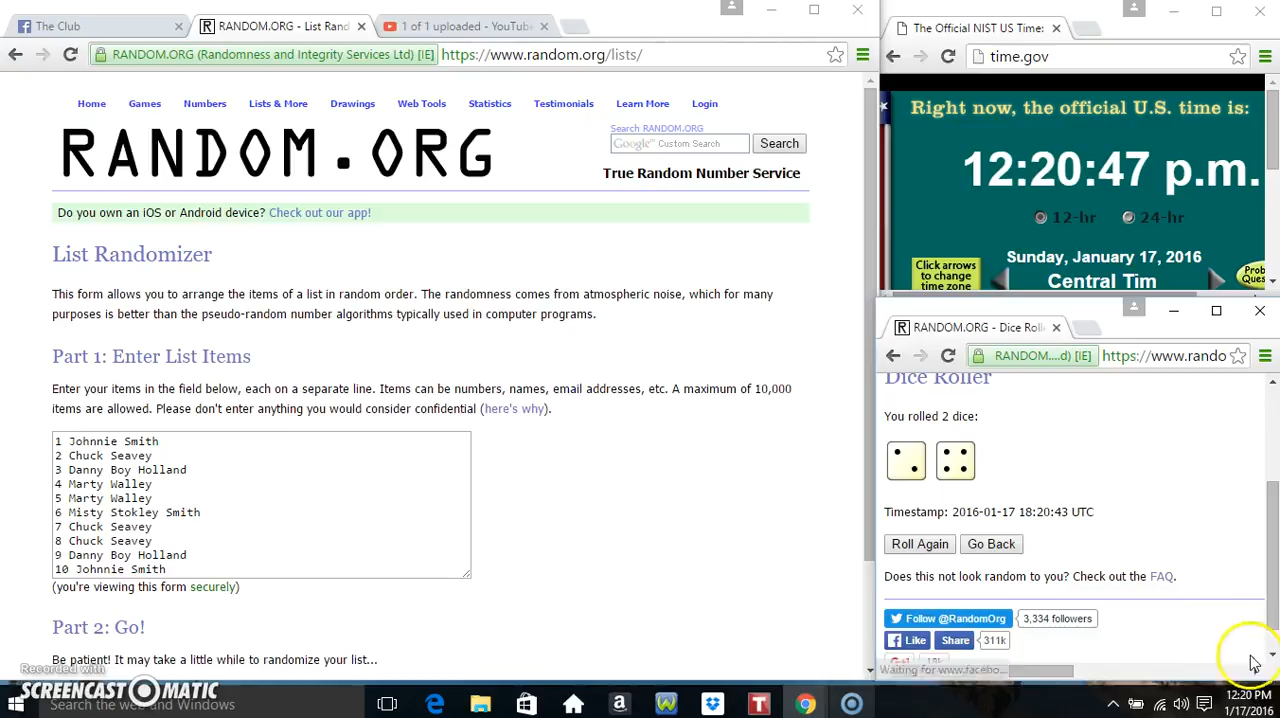 The Club
RANDOM.ORG - List Rand
1 of 1 uploaded - YouTube
RANDOM.ORG (Randomness and Integrity Services Ltd) [IE]
https://www.random.org/lists/
Home Games Numbers Lists & More Drawings Web Tools Statistics Testimonials Learn More Login
RANDOM.ORG
Search RANDOM.ORG
Google™ Custom Search
Search
True Random Number Service
Do you own an iOS or Android device? Check out our app!
List Randomizer
This form allows you to arrange the items of a list in random order. The randomness comes from atmospheric noise, which for many
purposes is better than the pseudo-random number algorithms typically used in computer programs.
Part 1: Enter List Items
Enter your items in the field below, each on a separate line. Items can be numbers, names, email addresses, etc. A maximum of 10,000
items are allowed. Please don't enter anything you would consider confidential (here's why).
1 Johnnie Smith
2 Chuck Seavey
3 Danny Boy Holland
4 Marty Walley
5 Marty Walley
6 Misty Stokley Smith
7 Chuck Seavey
8 Chuck Seavey
9 Danny Boy Holland
10 Johnnie Smith
(you're viewing this form securely)
Part 2: Go!
Be patient! It may take a little while to randomize your list...
The Official NIST US Time:
time.gov
Right now, the official U.S. time is:
12:20:47 p.m.
12-hr 24-hr
Sunday, January 17, 2016
Central Tim
Click arrows
to change
time zone
Prob
Ques
RANDOM.ORG - Dice Roll
RANDOM....d) [IE]
https://www.rando
Dice Roller
You rolled 2 dice:
Timestamp: 2016-01-17 18:20:43 UTC
Roll Again Go Back
Does this not look random to you? Check out the FAQ.
Follow @RandomOrg 3,334 followers
Like Share 311k
Waiting for www.facebo...
Recorded with
SCREENCAST-O-MATIC
Search the web and Windows
12:20 PM
1/17/2016